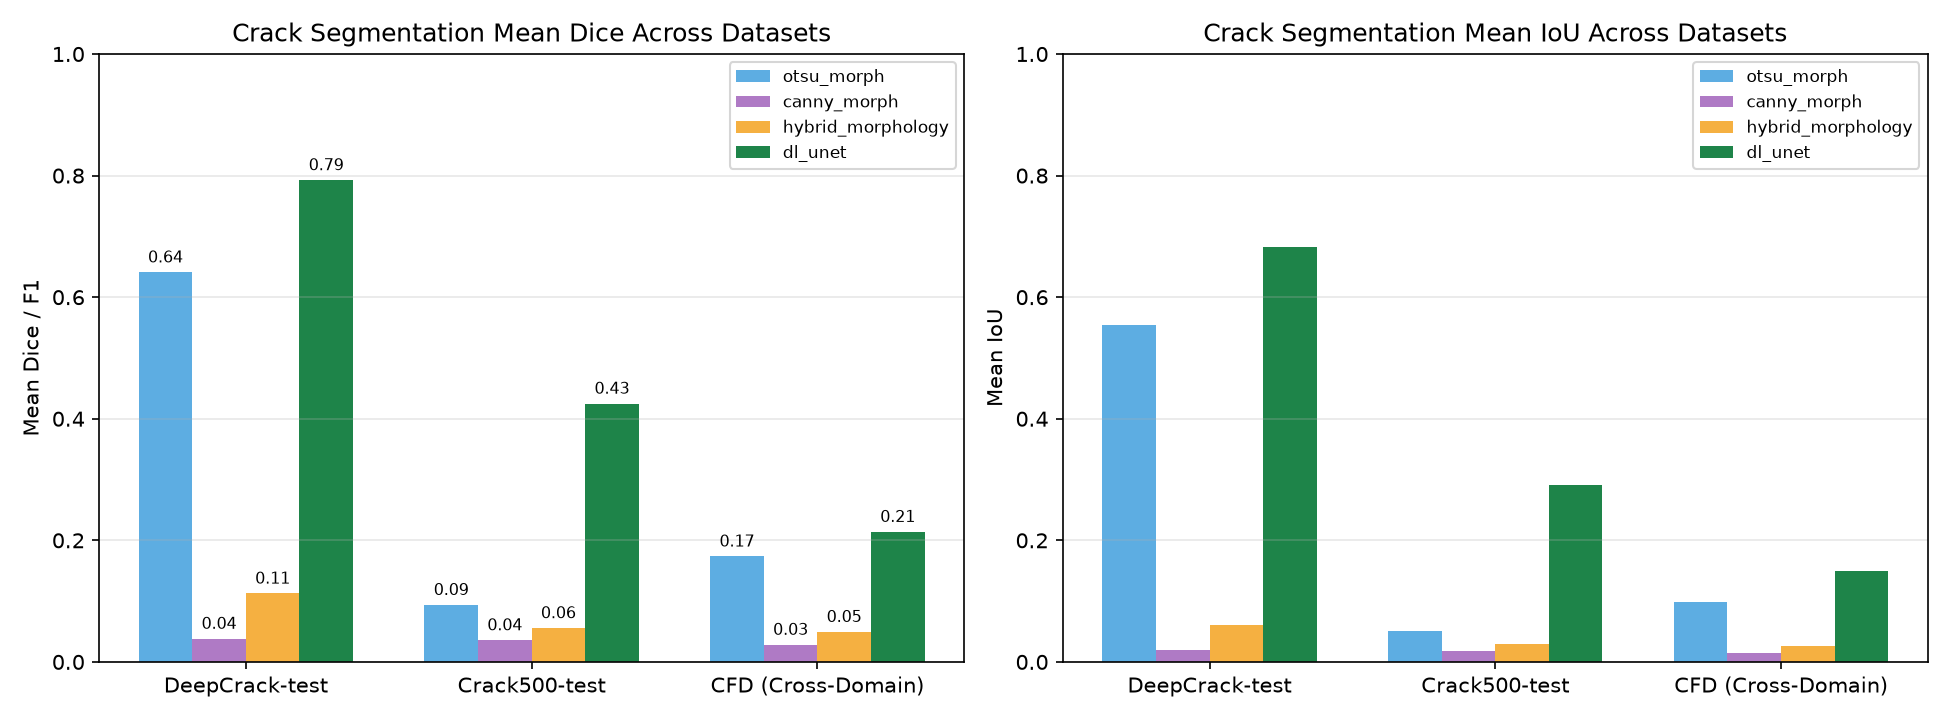 Crack Segmentation Mean Dice Across Datasets
Mean Dice / F1
1.0
0.8
0.6
0.4
0.2
0.0
otsu_morph
canny_morph
hybrid_morphology
dl_unet
0.64
0.04
0.11
0.79
0.09
0.04
0.06
0.43
0.17
0.03
0.05
0.21
DeepCrack-test
Crack500-test
CFD (Cross-Domain)
Crack Segmentation Mean IoU Across Datasets
Mean IoU
1.0
0.8
0.6
0.4
0.2
0.0
otsu_morph
canny_morph
hybrid_morphology
dl_unet
DeepCrack-test
Crack500-test
CFD (Cross-Domain)